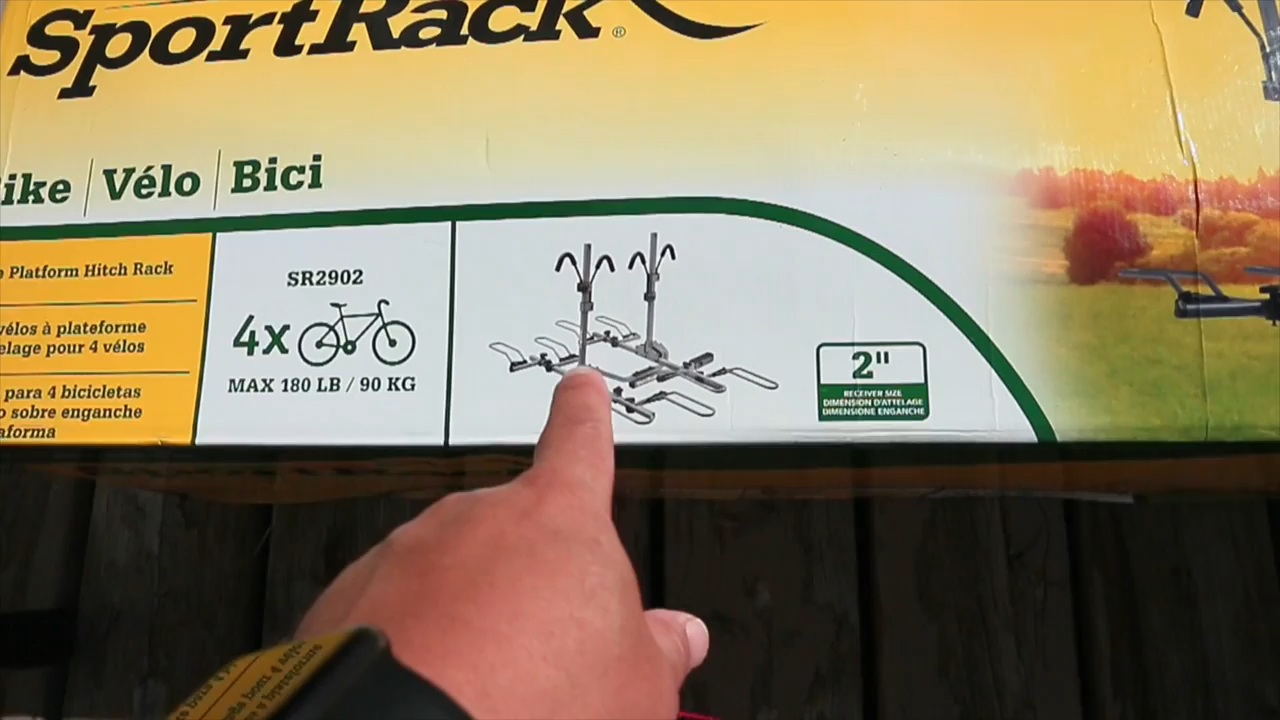 SportRack®
Bike | Vélo | Bici
Platform Hitch Rack
vélos à plateforme
elage pour 4 vélos
para 4 bicicletas
o sobre enganche
aforma
SR2902
4x
MAX 180 LB / 90 KG
2"
RECEIVER SIZE
DIMENSION D'ATTELAGE
DIMENSIONE ENGANCHE